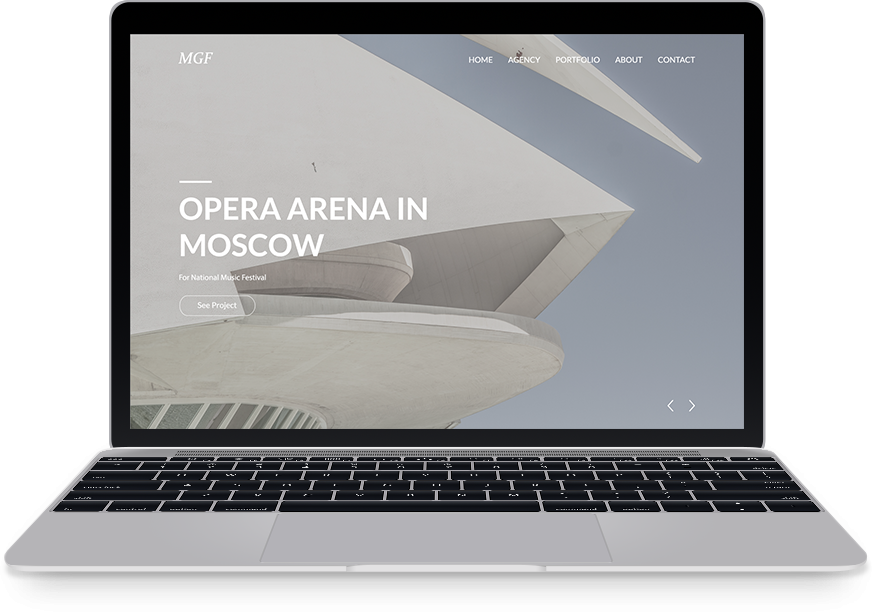 MGF
HOME AGENCY PORTFOLIO ABOUT CONTACT
OPERA ARENA IN
MOSCOW
For National Music Festival
See Project